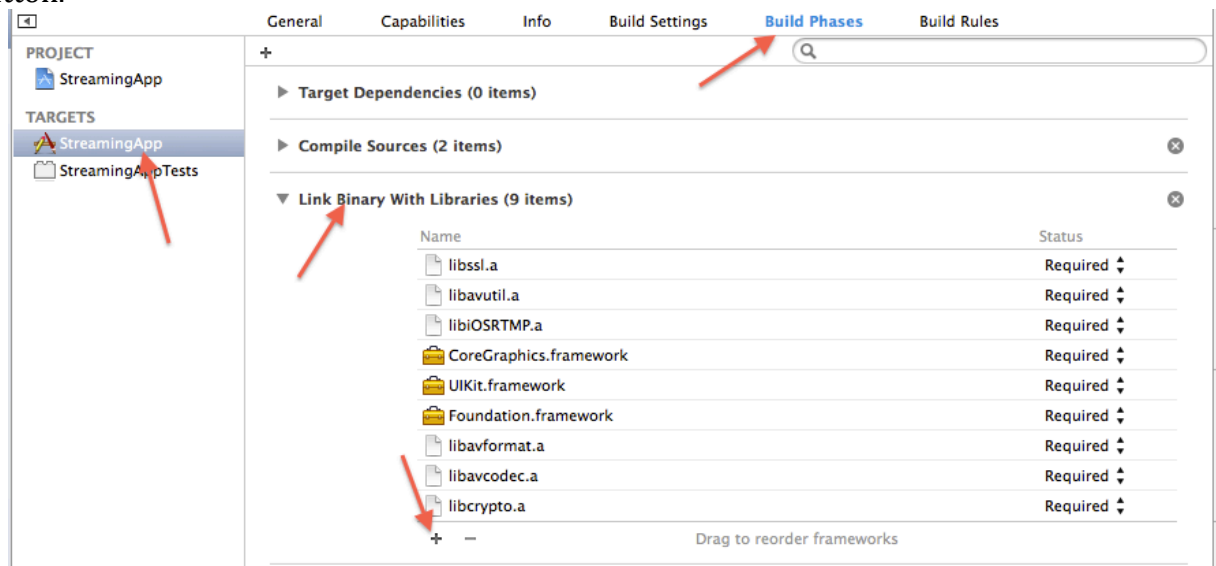 General Capabilities Info Build Settings Build Phases Build Rules
PROJECT
StreamingApp
TARGETS
StreamingApp
StreamingAppTests
+
Target Dependencies (0 items)
Compile Sources (2 items)
Link Binary With Libraries (9 items)
Name Status
libssl.a Required
libavutil.a Required
libiOSRTMP.a Required
CoreGraphics.framework Required
UIKit.framework Required
Foundation.framework Required
libavformat.a Required
libavcodec.a Required
libcrypto.a Required
+ − Drag to reorder frameworks